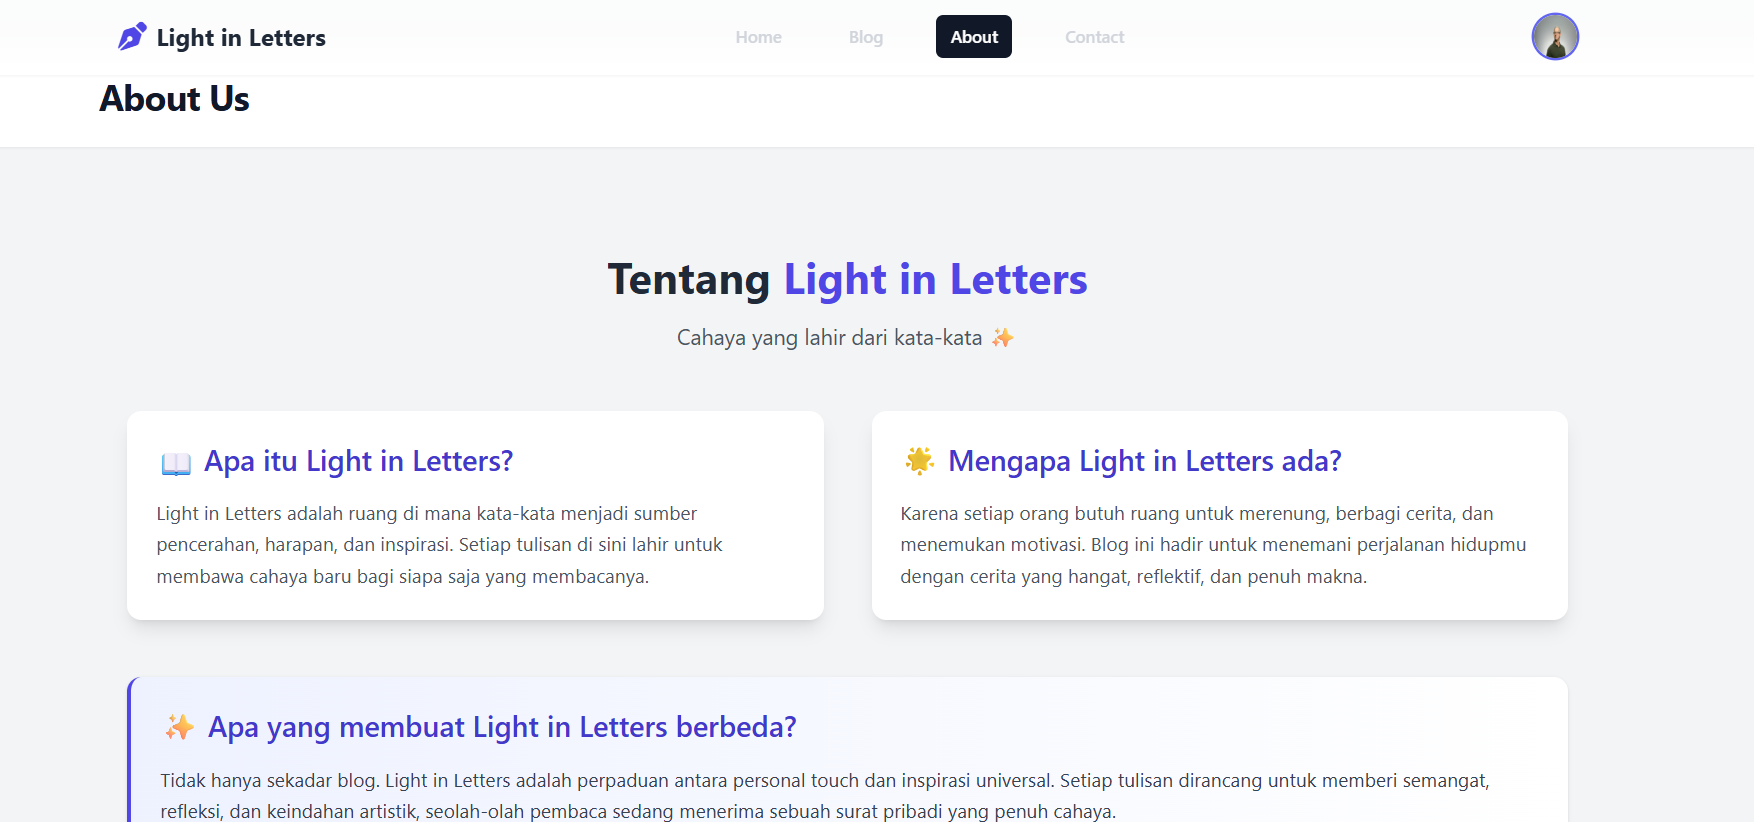 Light in Letters
Home Blog About Contact
About Us
Tentang Light in Letters
Cahaya yang lahir dari kata-kata ✨
📖 Apa itu Light in Letters?
Light in Letters adalah ruang di mana kata-kata menjadi sumber
pencerahan, harapan, dan inspirasi. Setiap tulisan di sini lahir untuk
membawa cahaya baru bagi siapa saja yang membacanya.
🌟 Mengapa Light in Letters ada?
Karena setiap orang butuh ruang untuk merenung, berbagi cerita, dan
menemukan motivasi. Blog ini hadir untuk menemani perjalanan hidupmu
dengan cerita yang hangat, reflektif, dan penuh makna.
✨ Apa yang membuat Light in Letters berbeda?
Tidak hanya sekadar blog. Light in Letters adalah perpaduan antara personal touch dan inspirasi universal. Setiap tulisan dirancang untuk memberi semangat,
refleksi, dan keindahan artistik, seolah-olah pembaca sedang menerima sebuah surat pribadi yang penuh cahaya.